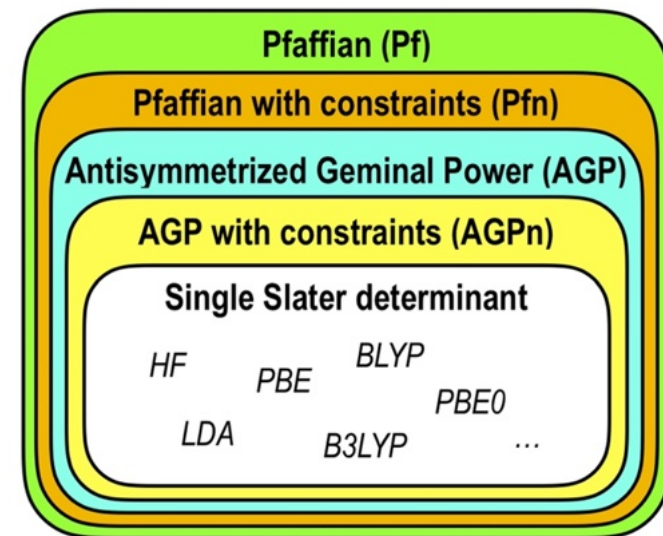 Pfaffian (Pf)
Pfaffian with constraints (Pfn)
Antisymmetrized Geminal Power (AGP)
AGP with constraints (AGPn)
Single Slater determinant
HF
PBE
BLYP
PBE0
LDA
B3LYP
...